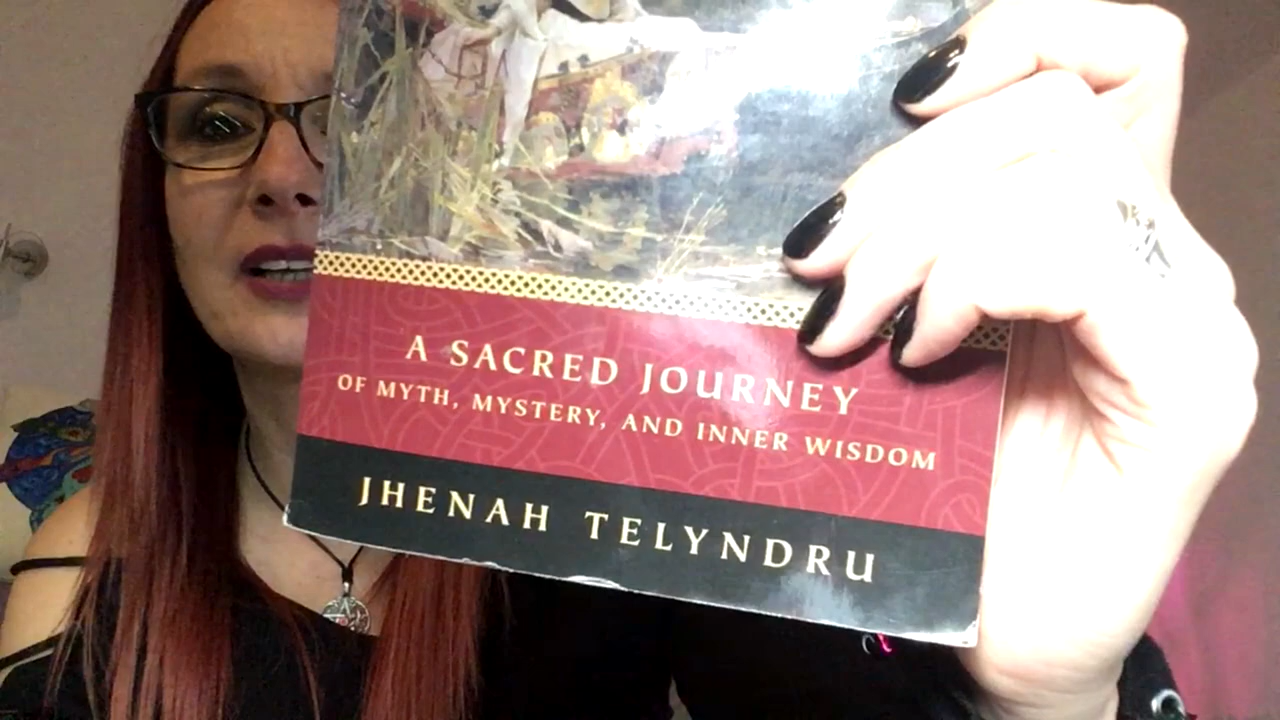 A SACRED JOURNEY
OF MYTH, MYSTERY, AND INNER WISDOM
JHENAH TELYNDRU